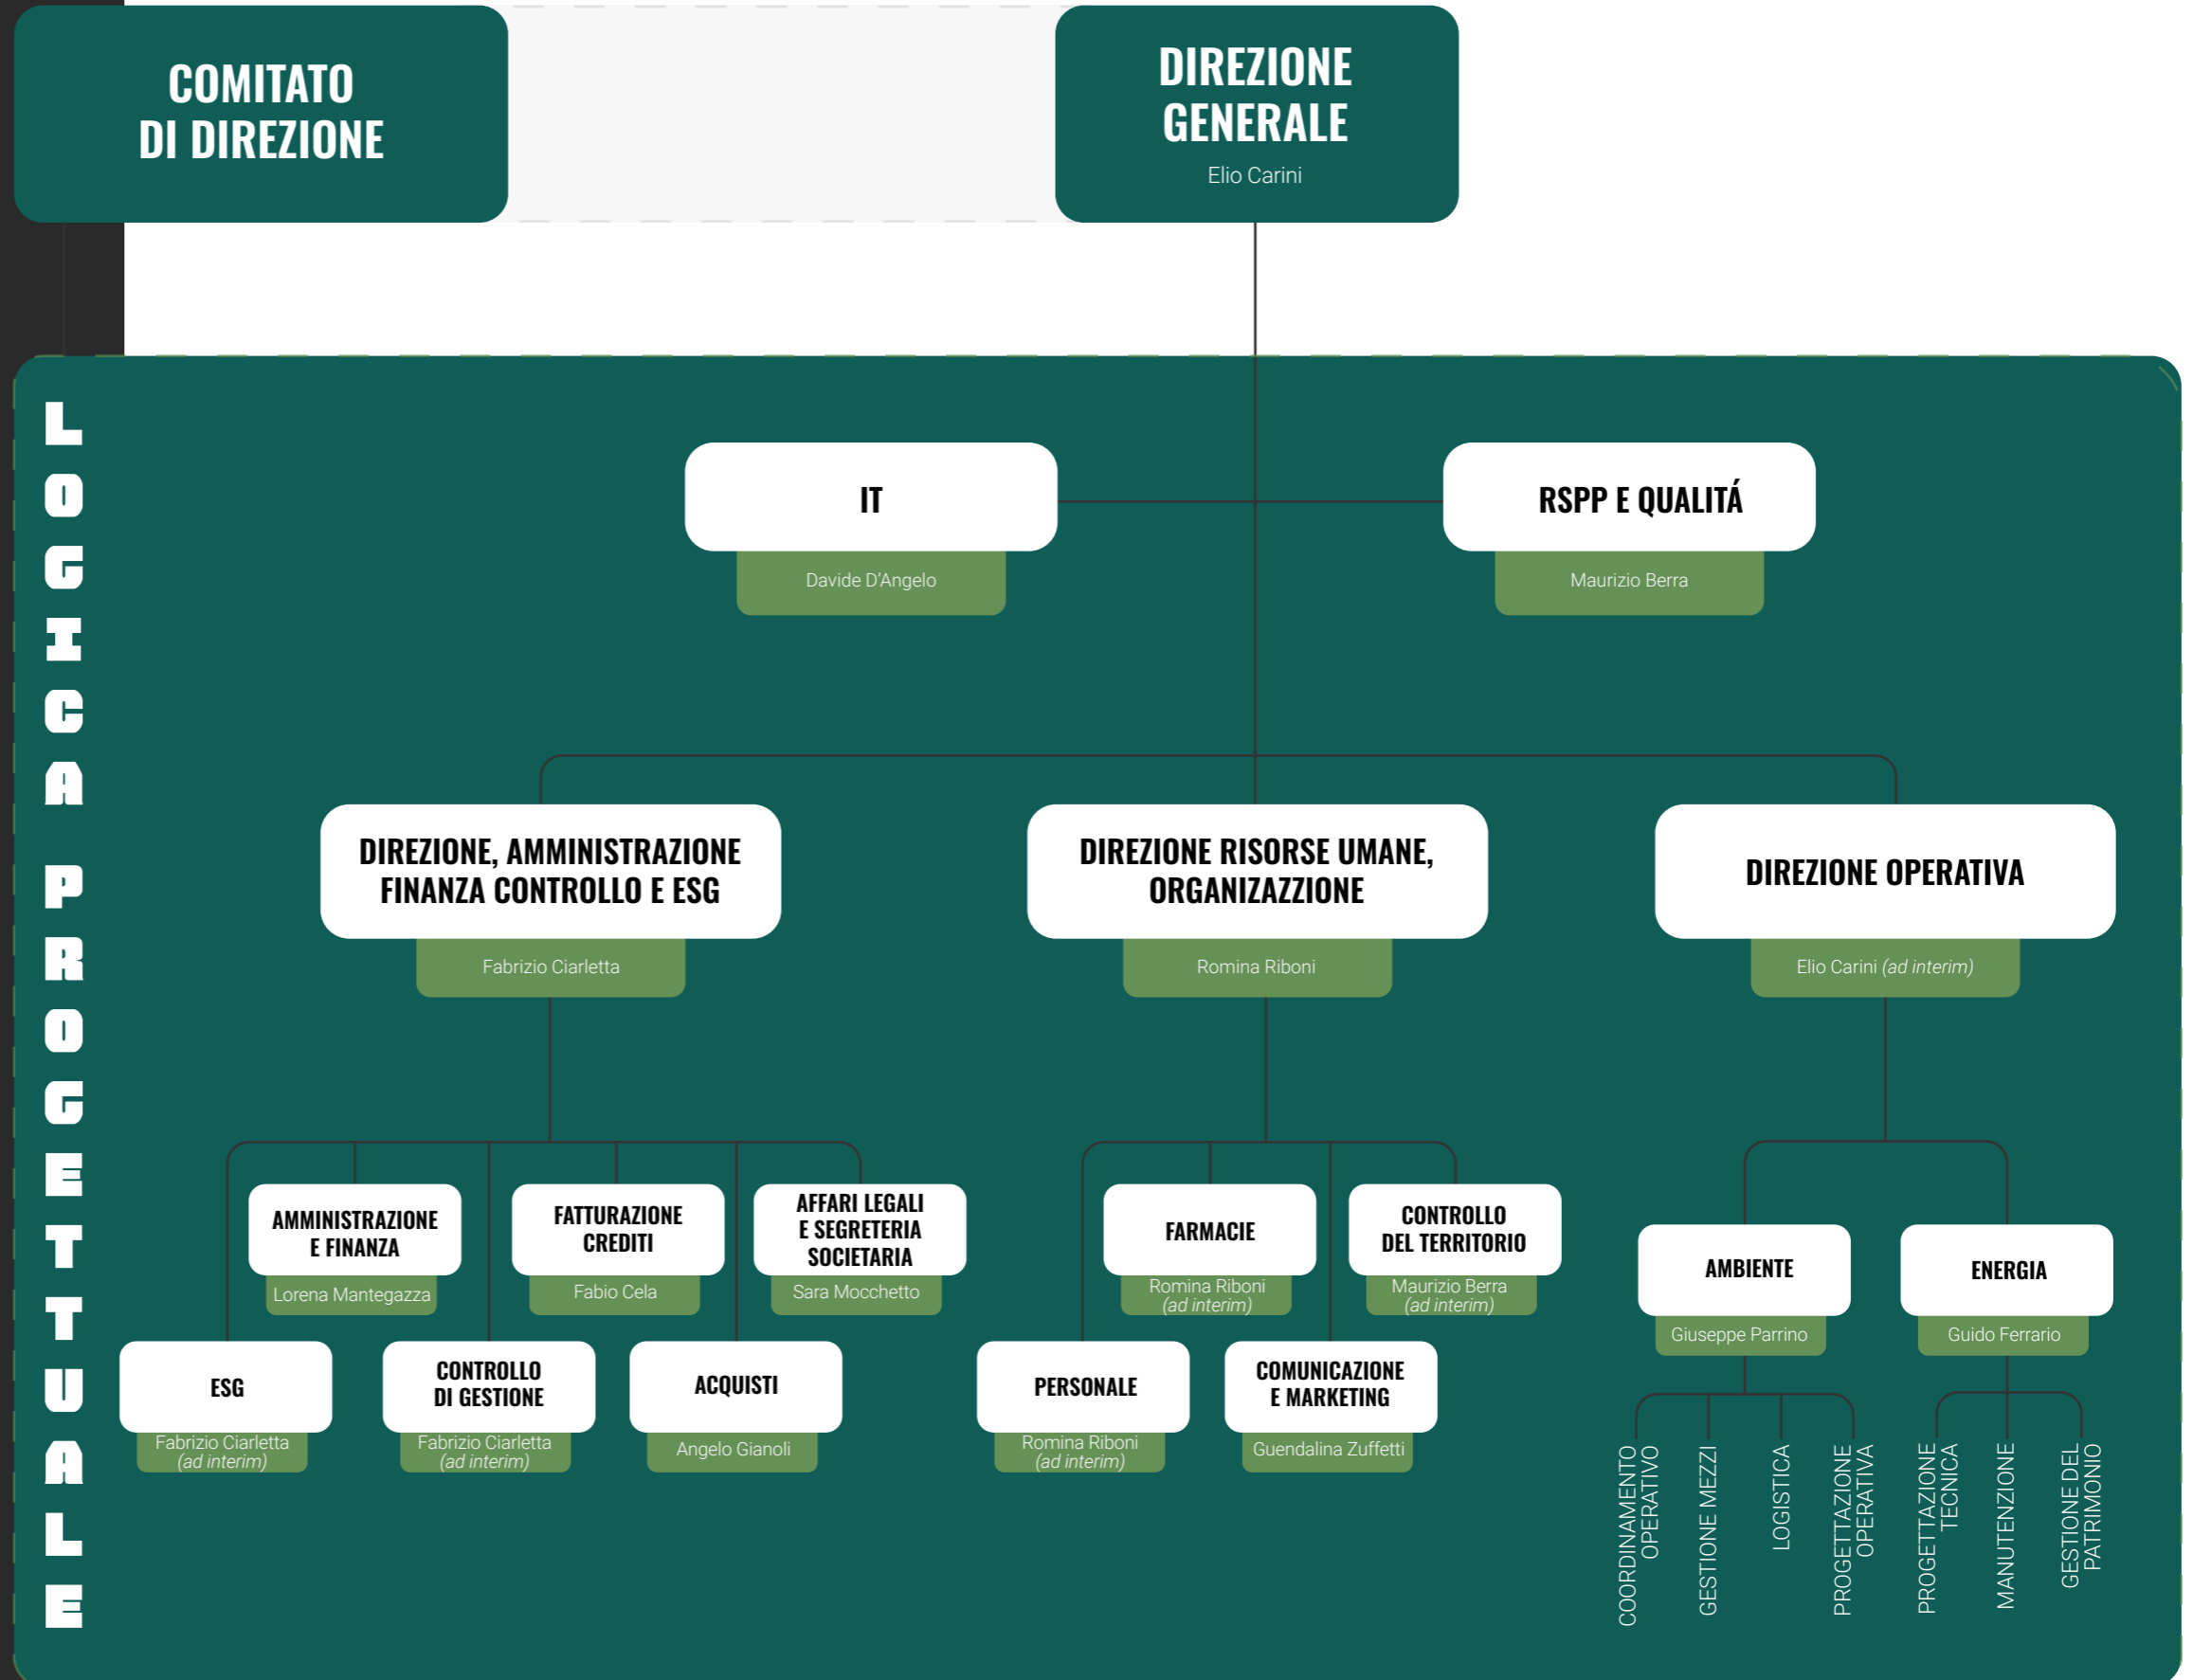 COMITATO
DI DIREZIONE
DIREZIONE
GENERALE
Elio Carini
LOGICA PROGETTUALE
IT
Davide D'Angelo
RSPP E QUALITÁ
Maurizio Berra
DIREZIONE, AMMINISTRAZIONE
FINANZA CONTROLLO E ESG
Fabrizio Ciarletta
DIREZIONE RISORSE UMANE,
ORGANIZAZZIONE
Romina Riboni
DIREZIONE OPERATIVA
Elio Carini (ad interim)
AMMINISTRAZIONE
E FINANZA
Lorena Mantegazza
FATTURAZIONE
CREDITI
Fabio Cela
AFFARI LEGALI
E SEGRETERIA
SOCIETARIA
Sara Mocchetto
ESG
Fabrizio Ciarletta
(ad interim)
CONTROLLO
DI GESTIONE
Fabrizio Ciarletta
(ad interim)
ACQUISTI
Angelo Gianoli
FARMACIE
Romina Riboni
(ad interim)
CONTROLLO
DEL TERRITORIO
Maurizio Berra
(ad interim)
PERSONALE
Romina Riboni
(ad interim)
COMUNICAZIONE
E MARKETING
Guendalina Zuffetti
AMBIENTE
Giuseppe Parrino
ENERGIA
Guido Ferrario
COORDINAMENTO
OPERATIVO
GESTIONE MEZZI
LOGISTICA
PROGETTAZIONE
OPERATIVA
PROGETTAZIONE
TECNICA
MANUTENZIONE
GESTIONE DEL
PATRIMONIO